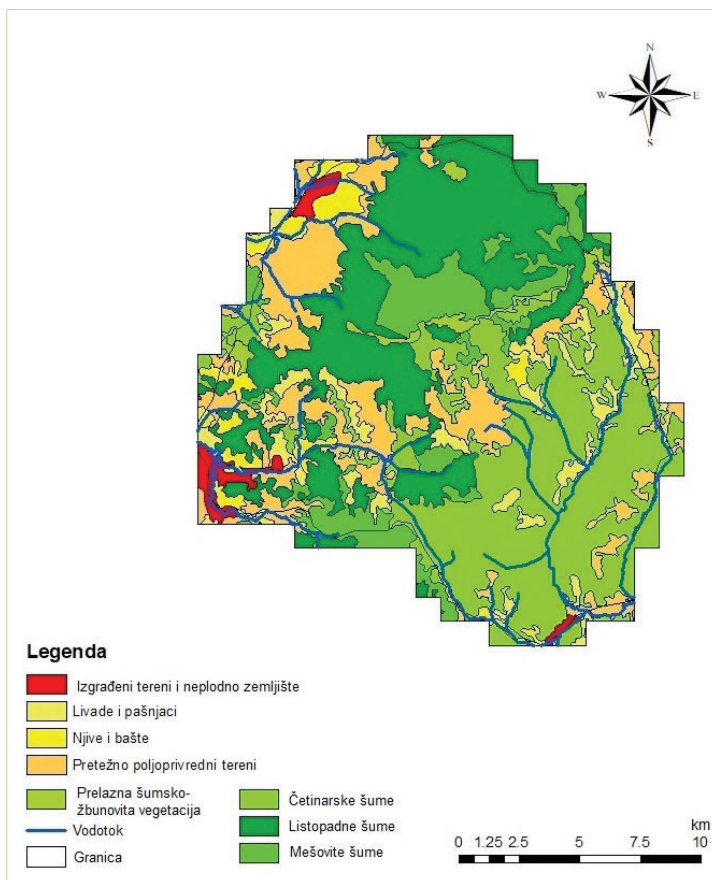 N
W E
S
Legenda
Izgrađeni tereni i neplodno zemljište
Livade i pašnjaci
Njive i bašte
Pretežno poljoprivredni tereni
Prelazna šumsko-
žbunovita vegetacija
Vodotok
Granica
Četinarske šume
Listopadne šume
Mešovite šume
km
0 1.25 2.5 5 7.5 10